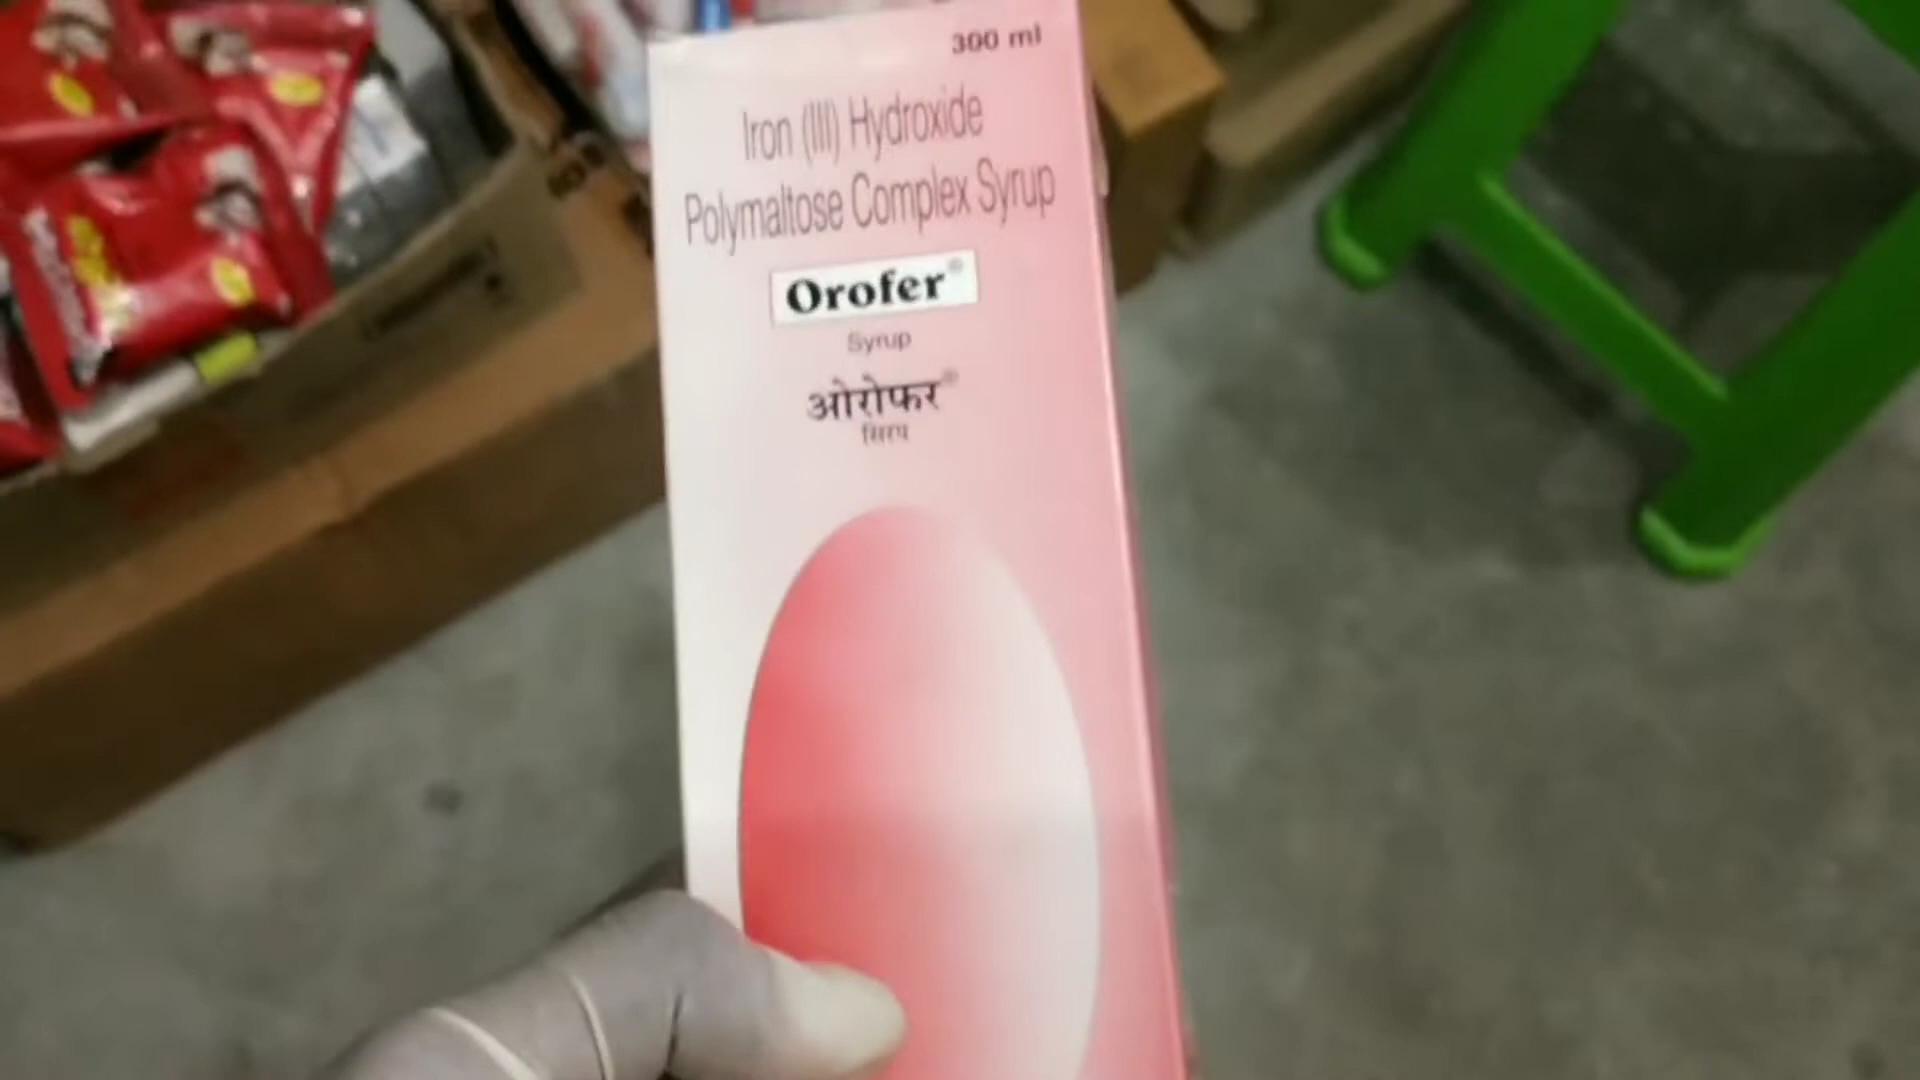 300 ml
Iron (III) Hydroxide
Polymaltose Complex Syrup
Orofer®
Syrup
ओरोफर®
सिरप